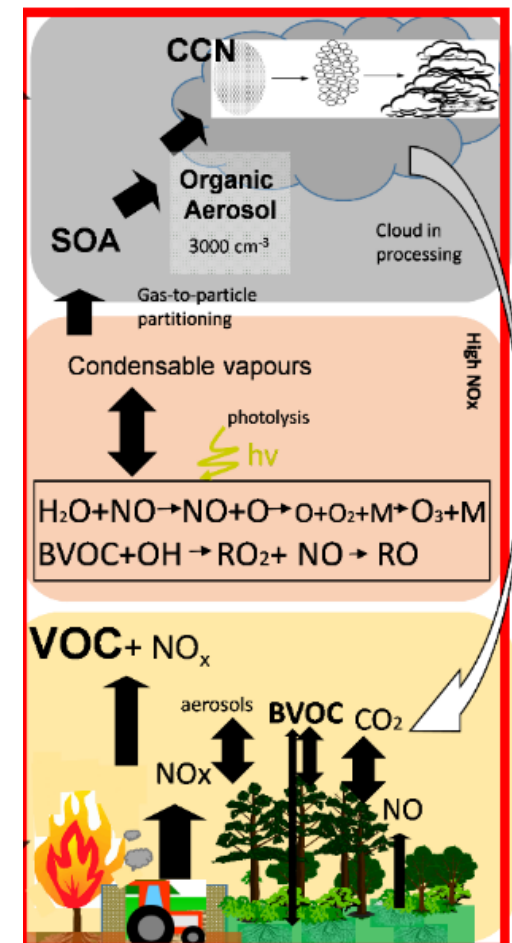 CCN
Organic
Aerosol
3000 cm⁻³
SOA
Cloud in
processing
Gas-to-particle
partitioning
Condensable vapours
High NOx
photolysis
hv
H₂O+NO→NO+O→O+O₂+M→O₃+M
BVOC+OH→RO₂+ NO→RO
VOC+ NOₓ
aerosols
BVOC
CO₂
NOx
NO